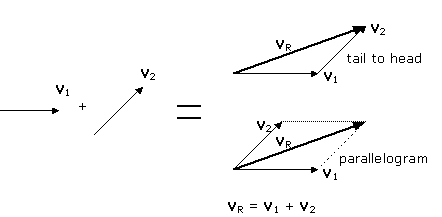 v1 + v2 =
v2
vR
tail to head
v1
v2
vR
parallelogram
v1
vR = v1 + v2